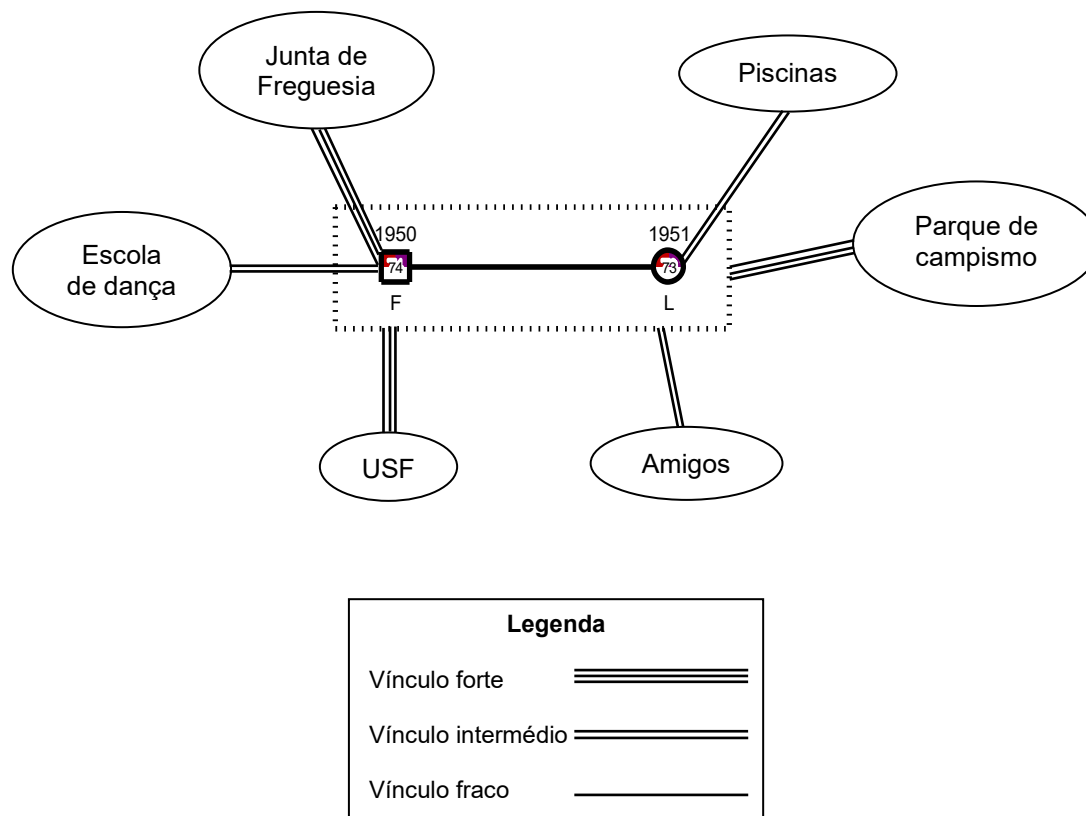 Junta de
Freguesia
Piscinas
Escola
de dança
1950
74
F
1951
73
L
Parque de
campismo
USF
Amigos
Legenda
Vínculo forte
Vínculo intermédio
Vínculo fraco